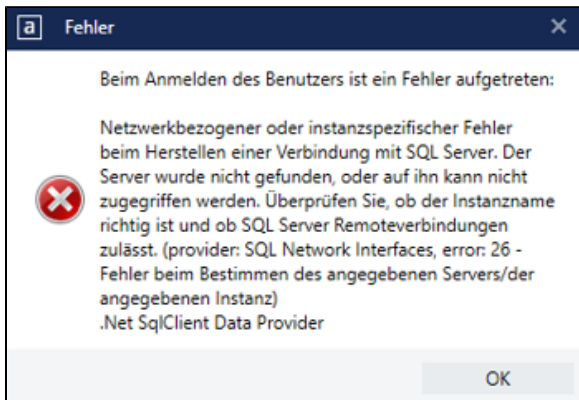 a Fehler
Beim Anmelden des Benutzers ist ein Fehler aufgetreten:
Netzwerkbezogener oder instanzspezifischer Fehler
beim Herstellen einer Verbindung mit SQL Server. Der
Server wurde nicht gefunden, oder auf ihn kann nicht
zugegriffen werden. Überprüfen Sie, ob der Instanzname
richtig ist und ob SQL Server Remoteverbindungen
zulässt. (provider: SQL Network Interfaces, error: 26 -
Fehler beim Bestimmen des angegebenen Servers/der
angegebenen Instanz)
.Net SqlClient Data Provider
OK